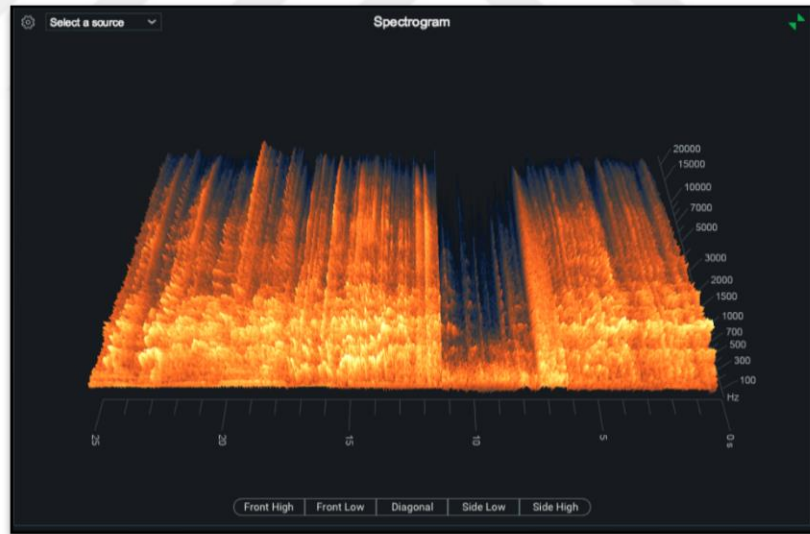 Select a source
Spectrogram
20000
15000
10000
7000
5000
3000
2000
1500
1000
700
500
300
100
Hz
25
20
15
10
5
0s
Front High
Front Low
Diagonal
Side Low
Side High